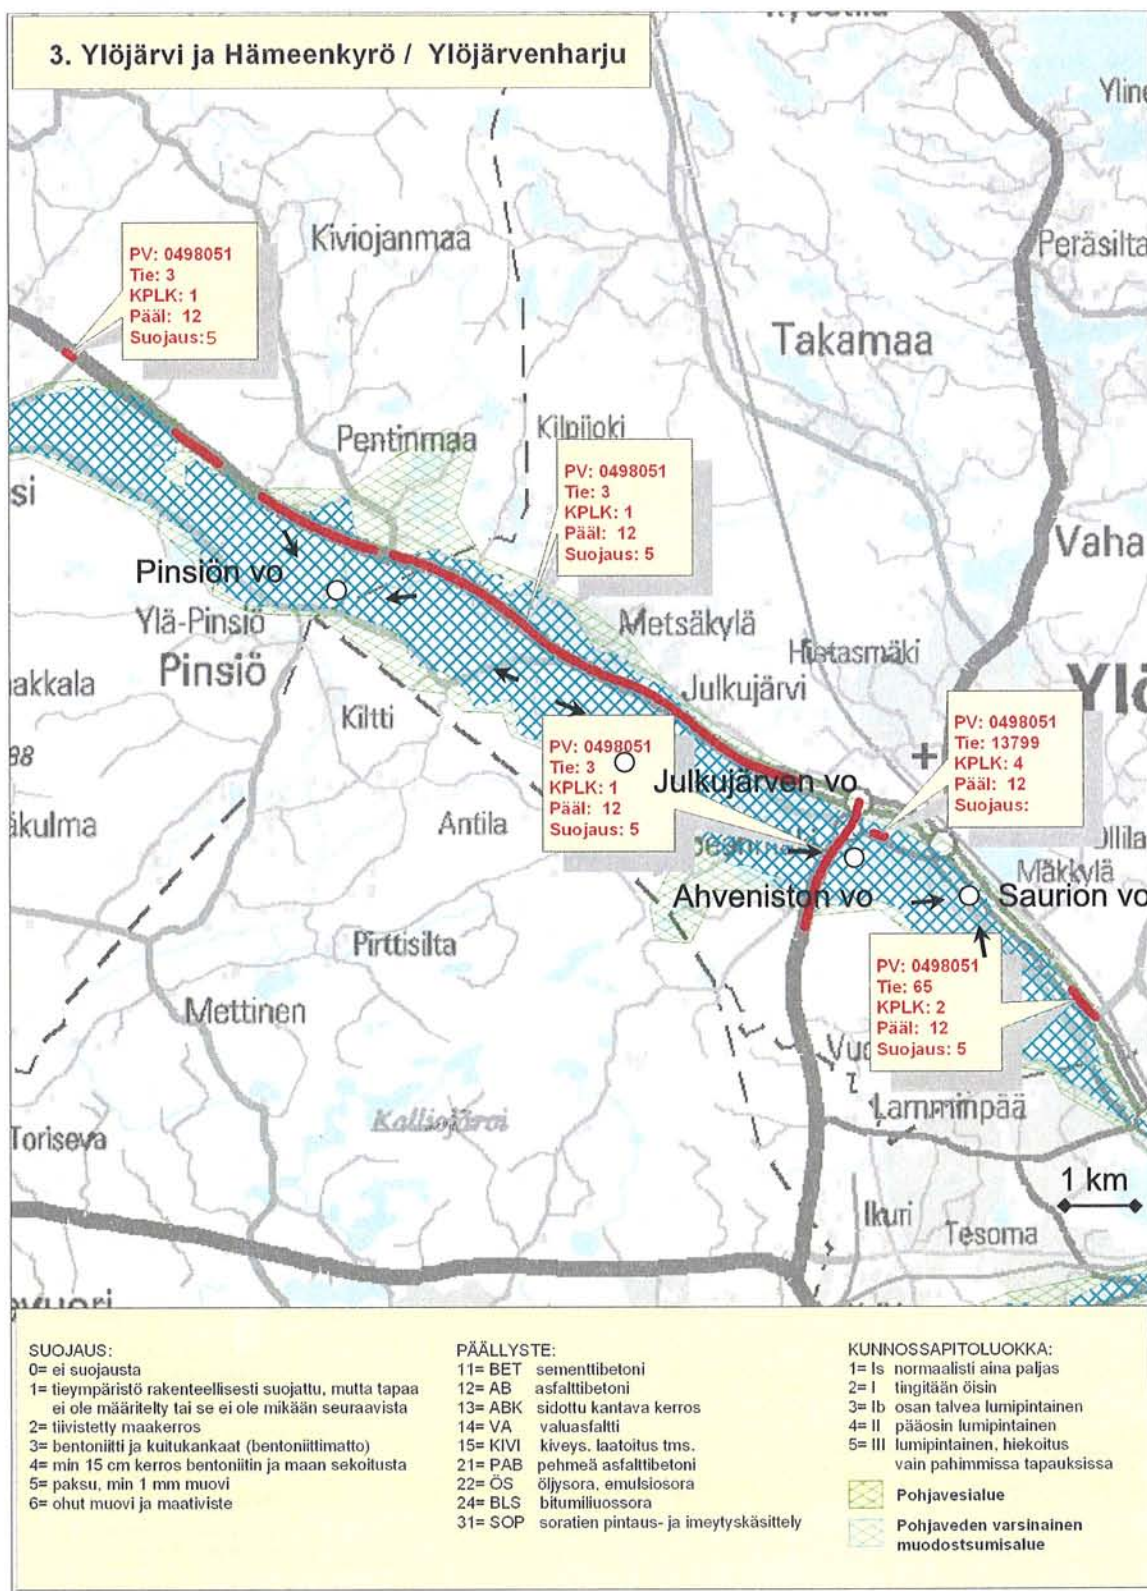 3. Ylöjärvi ja Hämeenkyrö / Ylöjärvenharju
Yline
Kiviojanmaa
Peräsilta
PV: 0498051
Tie: 3
KPLK: 1
Pääl: 12
Suojaus:5
Takamaa
Pentinmaa
Kilpijoki
si
PV: 0498051
Tie: 3
KPLK: 1
Pääl: 12
Suojaus: 5
Vaha
Pinsiön vo
Ylä-Pinsiö
Pinsiö
Metsäkylä
Hietasmäki
akkala
Julkujärvi
Ylö
Kiltti
88
PV: 0498051
Tie: 3
KPLK: 1
Pääl: 12
Suojaus: 5
PV: 0498051
Tie: 13799
KPLK: 4
Pääl: 12
Suojaus:
Julkujärven vo
äkulma
Antila
Ollila
Mäkkylä
Ahveniston vo
Saurion vo
Pirttisilta
PV: 0498051
Tie: 65
KPLK: 2
Pääl: 12
Suojaus: 5
Mettinen
Vuo
Lamminpää
Kalliojärvi
Toriseva
1 km
Ikuri
Tesoma
SUOJAUS:
0= ei suojausta
1= tieympäristö rakenteellisesti suojattu, mutta tapaa
ei ole määritelty tai se ei ole mikään seuraavista
2= tiivistetty maakerros
3= bentoniitti ja kuitukankaat (bentoniittimatto)
4= min 15 cm kerros bentoniitin ja maan sekoitusta
5= paksu, min 1 mm muovi
6= ohut muovi ja maativiste
PÄÄLLYSTE:
11= BET sementtibetoni
12= AB asfalttibetoni
13= ABK sidottu kantava kerros
14= VA valuasfaltti
15= KIVI kiveys. laatoitus tms.
21= PAB pehmeä asfalttibetoni
22= ÖS öljysora, emulsiosora
24= BLS bitumiliuossora
31= SOP soratien pintaus- ja imeytyskäsittely
KUNNOSSAPITOLUOKKA:
1= Is normaalisti aina paljas
2= I tingitään öisin
3= Ib osan talvea lumipintainen
4= II pääosin lumipintainen
5= III lumipintainen, hiekoitus
vain pahimmissa tapauksissa
Pohjavesialue
Pohjaveden varsinainen
muodostsumisalue